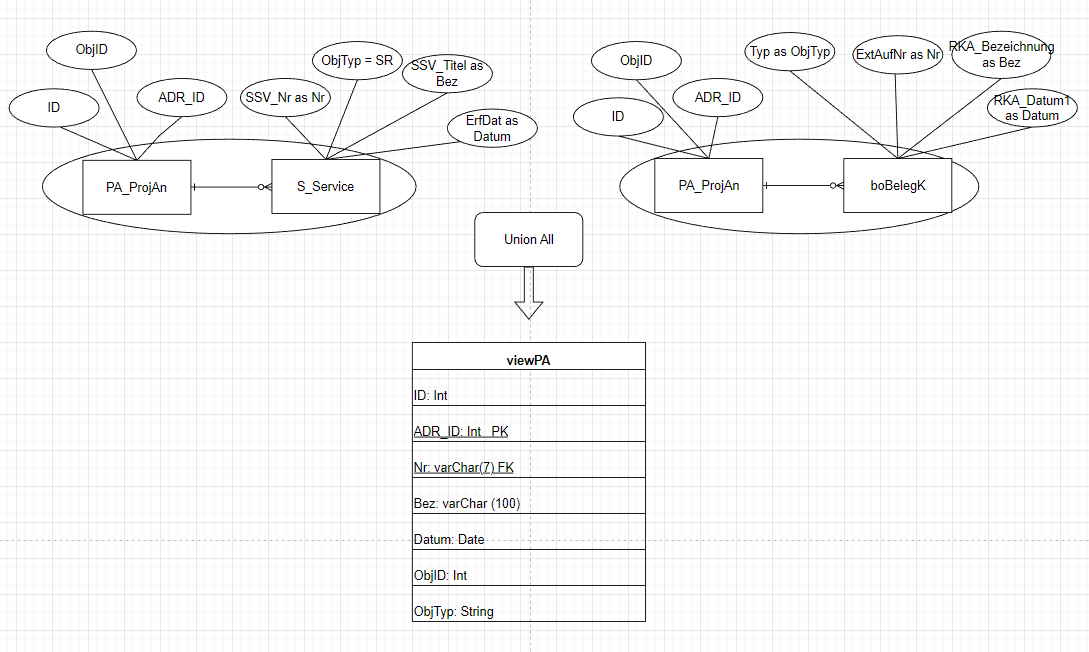 ObjID
ID
ADR_ID
SSV_Nr as Nr
ObjTyp = SR
SSV_Titel as
Bez
ErfDat as
Datum
PA_ProjAn
S_Service
ObjID
ID
ADR_ID
Typ as ObjTyp
ExtAufNr as Nr
RKA_Bezeichnung
as Bez
RKA_Datum1
as Datum
PA_ProjAn
boBelegK
Union All
viewPA
ID: Int
ADR_ID: Int PK
Nr: varChar(7) FK
Bez: varChar (100)
Datum: Date
ObjID: Int
ObjTyp: String